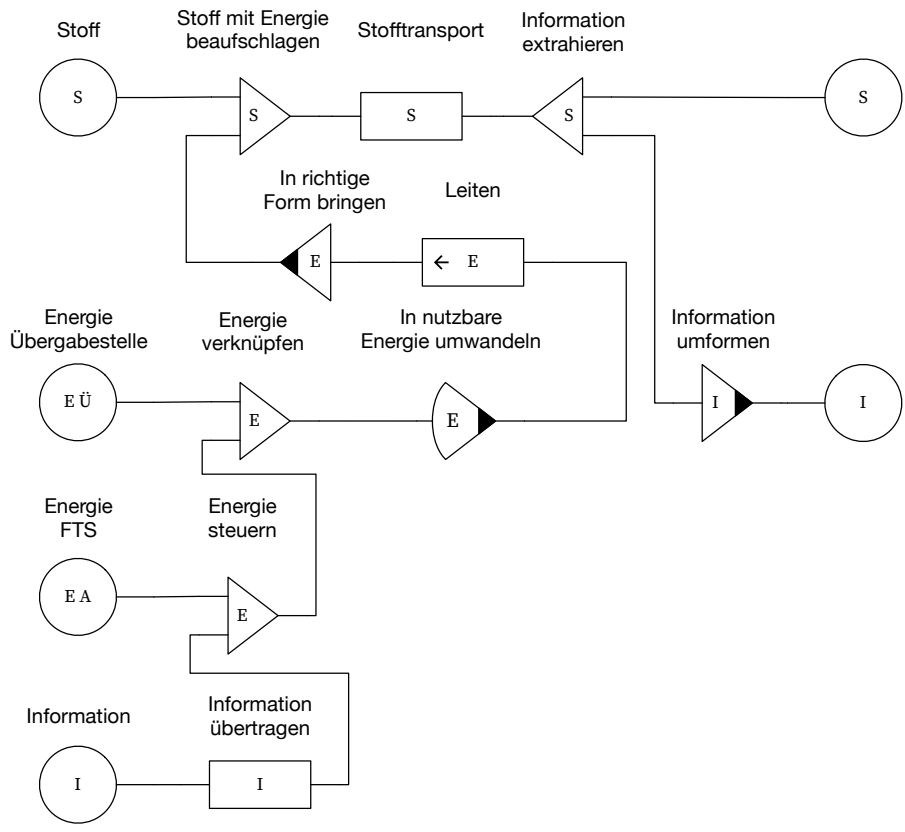 Stoff
Stoff mit Energie
beaufschlagen
Stofftransport
Information
extrahieren
S
S
S
S
S
In richtige
Form bringen
Leiten
E
← E
Energie
Übergabestelle
Energie
verknüpfen
In nutzbare
Energie umwandeln
Information
umformen
E Ü
E
E
I
I
Energie
FTS
Energie
steuern
E A
E
Information
Information
übertragen
I
I